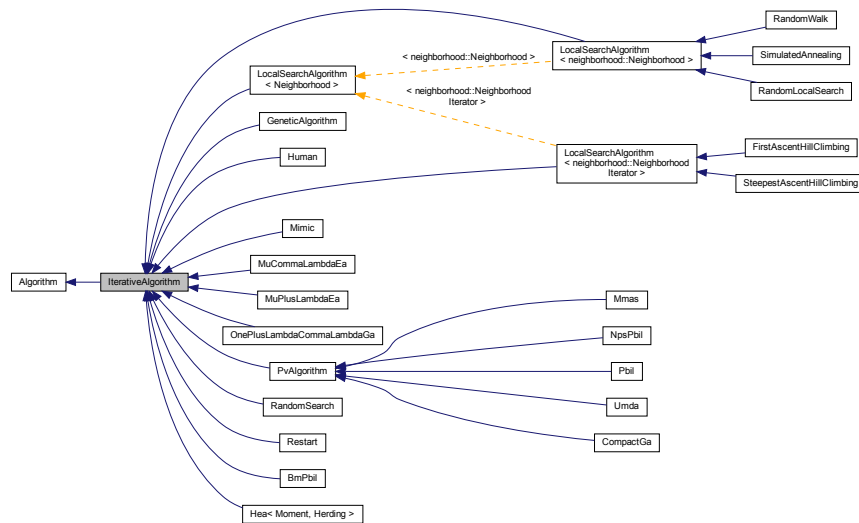 RandomWalk
LocalSearchAlgorithm
< neighborhood::Neighborhood >
SimulatedAnnealing
RandomLocalSearch
< neighborhood::Neighborhood >
LocalSearchAlgorithm
< Neighborhood >
< neighborhood::Neighborhood
Iterator >
GeneticAlgorithm
Human
LocalSearchAlgorithm
< neighborhood::Neighborhood
Iterator >
FirstAscentHillClimbing
SteepestAscentHillClimbing
Mimic
MuCommaLambdaEa
Algorithm
IterativeAlgorithm
MuPlusLambdaEa
OnePlusLambdaCommaLambdaGa
PvAlgorithm
Mmas
NpsPbil
Pbil
Umda
CompactGa
RandomSearch
Restart
BmPbil
Hea< Moment, Herding >